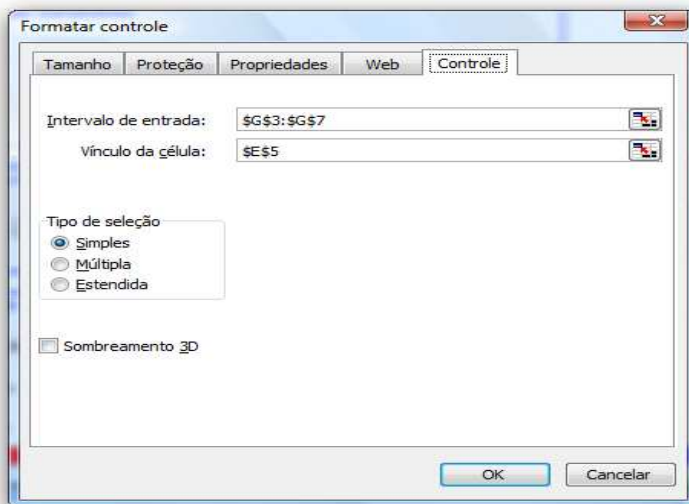 Formatar controle
Tamanho Proteção Propriedades Web Controle
Intervalo de entrada: $G$3:$G$7
Vínculo da célula: $E$5
Tipo de seleção
Simples
Múltipla
Estendida
Sombreamento 3D
OK Cancelar